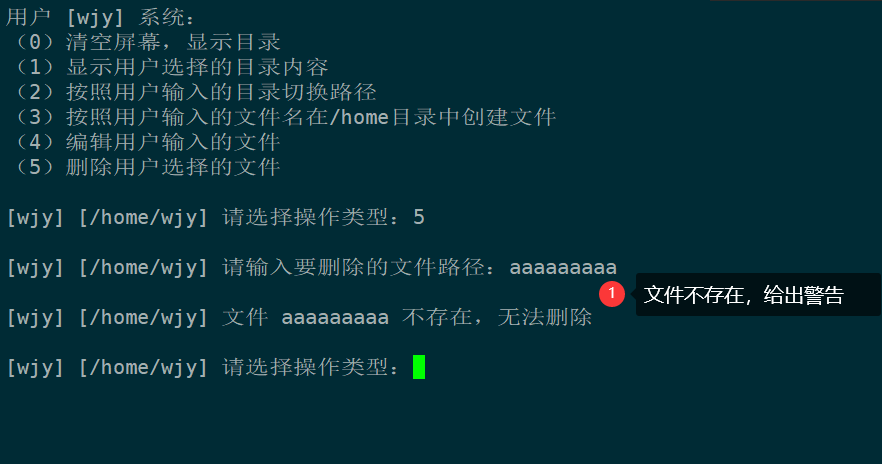 用户 [wjy] 系统：
（0）清空屏幕，显示目录
（1）显示用户选择的目录内容
（2）按照用户输入的目录切换路径
（3）按照用户输入的文件名在/home目录中创建文件
（4）编辑用户输入的文件
（5）删除用户选择的文件
[wjy] [/home/wjy] 请选择操作类型：5
[wjy] [/home/wjy] 请输入要删除的文件路径：aaaaaaaaa
1 文件不存在，给出警告
[wjy] [/home/wjy] 文件 aaaaaaaaa 不存在，无法删除
[wjy] [/home/wjy] 请选择操作类型：